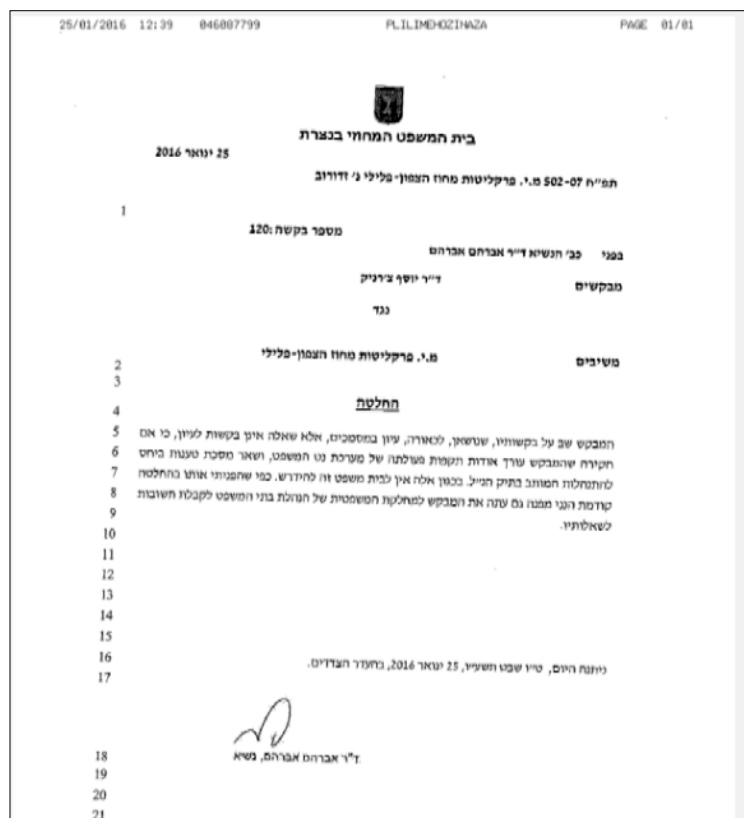 25/01/2016 12:39 046087799 PLILIMEHOZINAZA PAGE 01/01
בית המשפט המחוזי בנצרת
25 ינואר 2016
תפ"ח 502-07 מ.י. פרקליטות מחוז הצפון-פלילי נ' זדורוב
1
מספר בקשה:120
בפני כב' הנשיא ד"ר אברהם אברהם
מבקשים ד"ר יוסף צ'רניק
נגד
משיבים מ.י. פרקליטות מחוז הצפון-פלילי
2
3
החלטה
4
המבקש שב על בקשותיו, שנושאן, לכאורה, עיון במסמכים, אלא שאלה אינן בקשות לעיון, כי אם 5
חקירה שהמבקש עורך אודות תקפות פעולתה של מערכת נט המשפט, ושאר מסכת טענות ביחס 6
להתנהלות המותב בתיק הנ"ל. בכגון אלה אין לבית משפט זה להידרש. כפי שהפניתי אותו בהחלטה 7
קודמת הנני מפנה גם עתה את המבקש למחלקה המשפטית של הנהלת בתי המשפט לקבלת תשובות 8
לשאלותיו. 9
10
11
12
13
14
15
ניתנה היום, ט"ו שבט תשע"ו, 25 ינואר 2016, בהעדר הצדדים. 16
17
ד"ר אברהם אברהם, נשיא 18
19
20
21